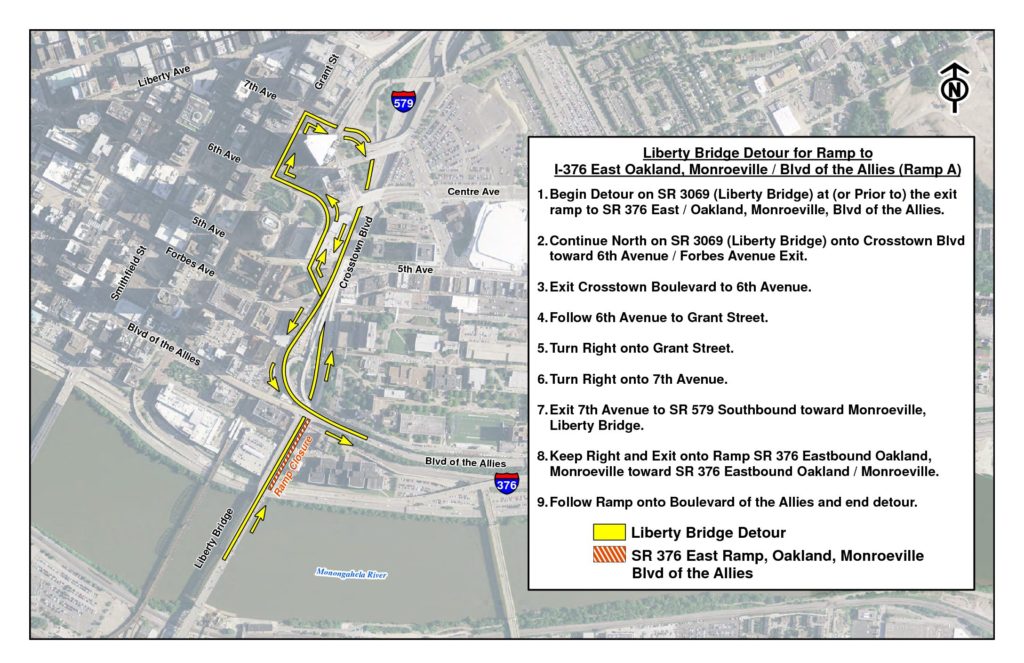 Liberty Ave
7th Ave
Grant St
579
N
6th Ave
Centre Ave
5th Ave
Forbes Ave
Smithfield St
Crosstown Blvd
5th Ave
Blvd of the Allies
Ramp Closure
Blvd of the Allies
376
Liberty Bridge
Monongahela River
Liberty Bridge Detour for Ramp to
I-376 East Oakland, Monroeville / Blvd of the Allies (Ramp A)
1. Begin Detour on SR 3069 (Liberty Bridge) at (or Prior to) the exit
ramp to SR 376 East / Oakland, Monroeville, Blvd of the Allies.
2. Continue North on SR 3069 (Liberty Bridge) onto Crosstown Blvd
toward 6th Avenue / Forbes Avenue Exit.
3. Exit Crosstown Boulevard to 6th Avenue.
4. Follow 6th Avenue to Grant Street.
5. Turn Right onto Grant Street.
6. Turn Right onto 7th Avenue.
7. Exit 7th Avenue to SR 579 Southbound toward Monroeville,
Liberty Bridge.
8. Keep Right and Exit onto Ramp SR 376 Eastbound Oakland,
Monroeville toward SR 376 Eastbound Oakland / Monroeville.
9. Follow Ramp onto Boulevard of the Allies and end detour.
Liberty Bridge Detour
SR 376 East Ramp, Oakland, Monroeville
Blvd of the Allies